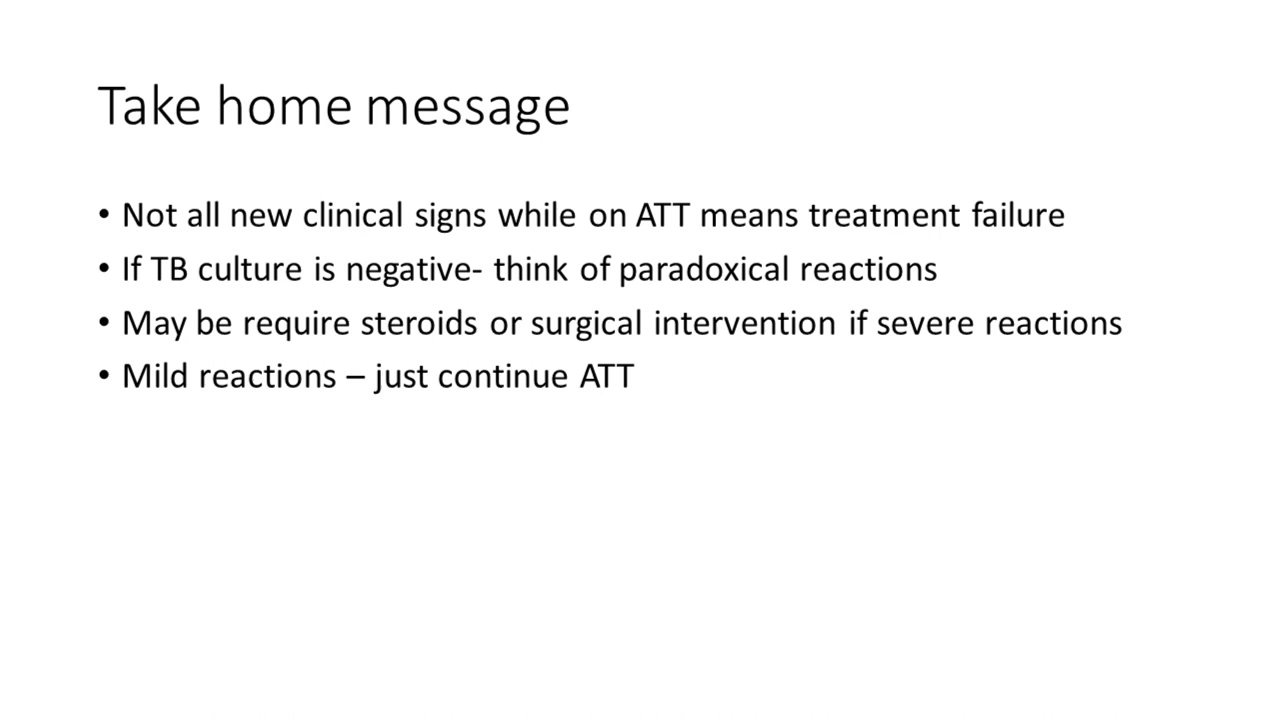 Take home message
• Not all new clinical signs while on ATT means treatment failure
• If TB culture is negative- think of paradoxical reactions
• May be require steroids or surgical intervention if severe reactions
• Mild reactions – just continue ATT